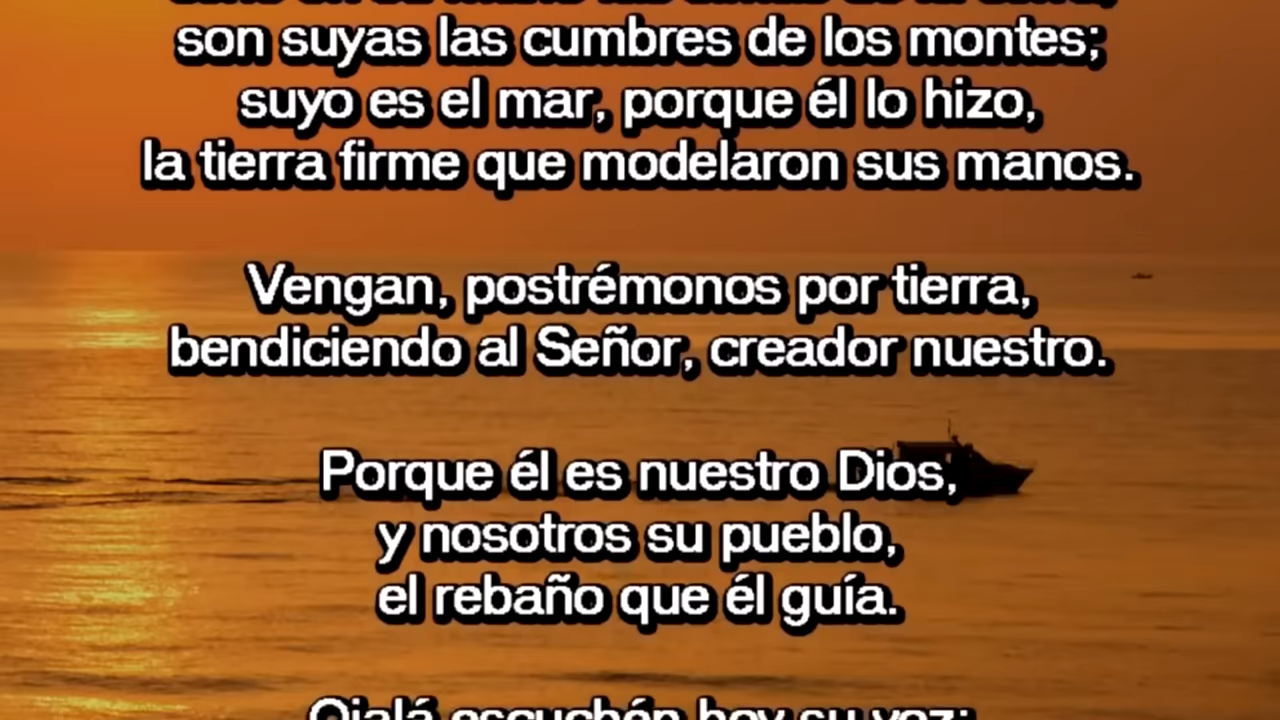 son suyas las cumbres de los montes;
suyo es el mar, porque él lo hizo,
la tierra firme que modelaron sus manos.
Vengan, postrémonos por tierra,
bendiciendo al Señor, creador nuestro.
Porque él es nuestro Dios,
y nosotros su pueblo,
el rebaño que él guía.
Ojalá escuchén hoy su voz: